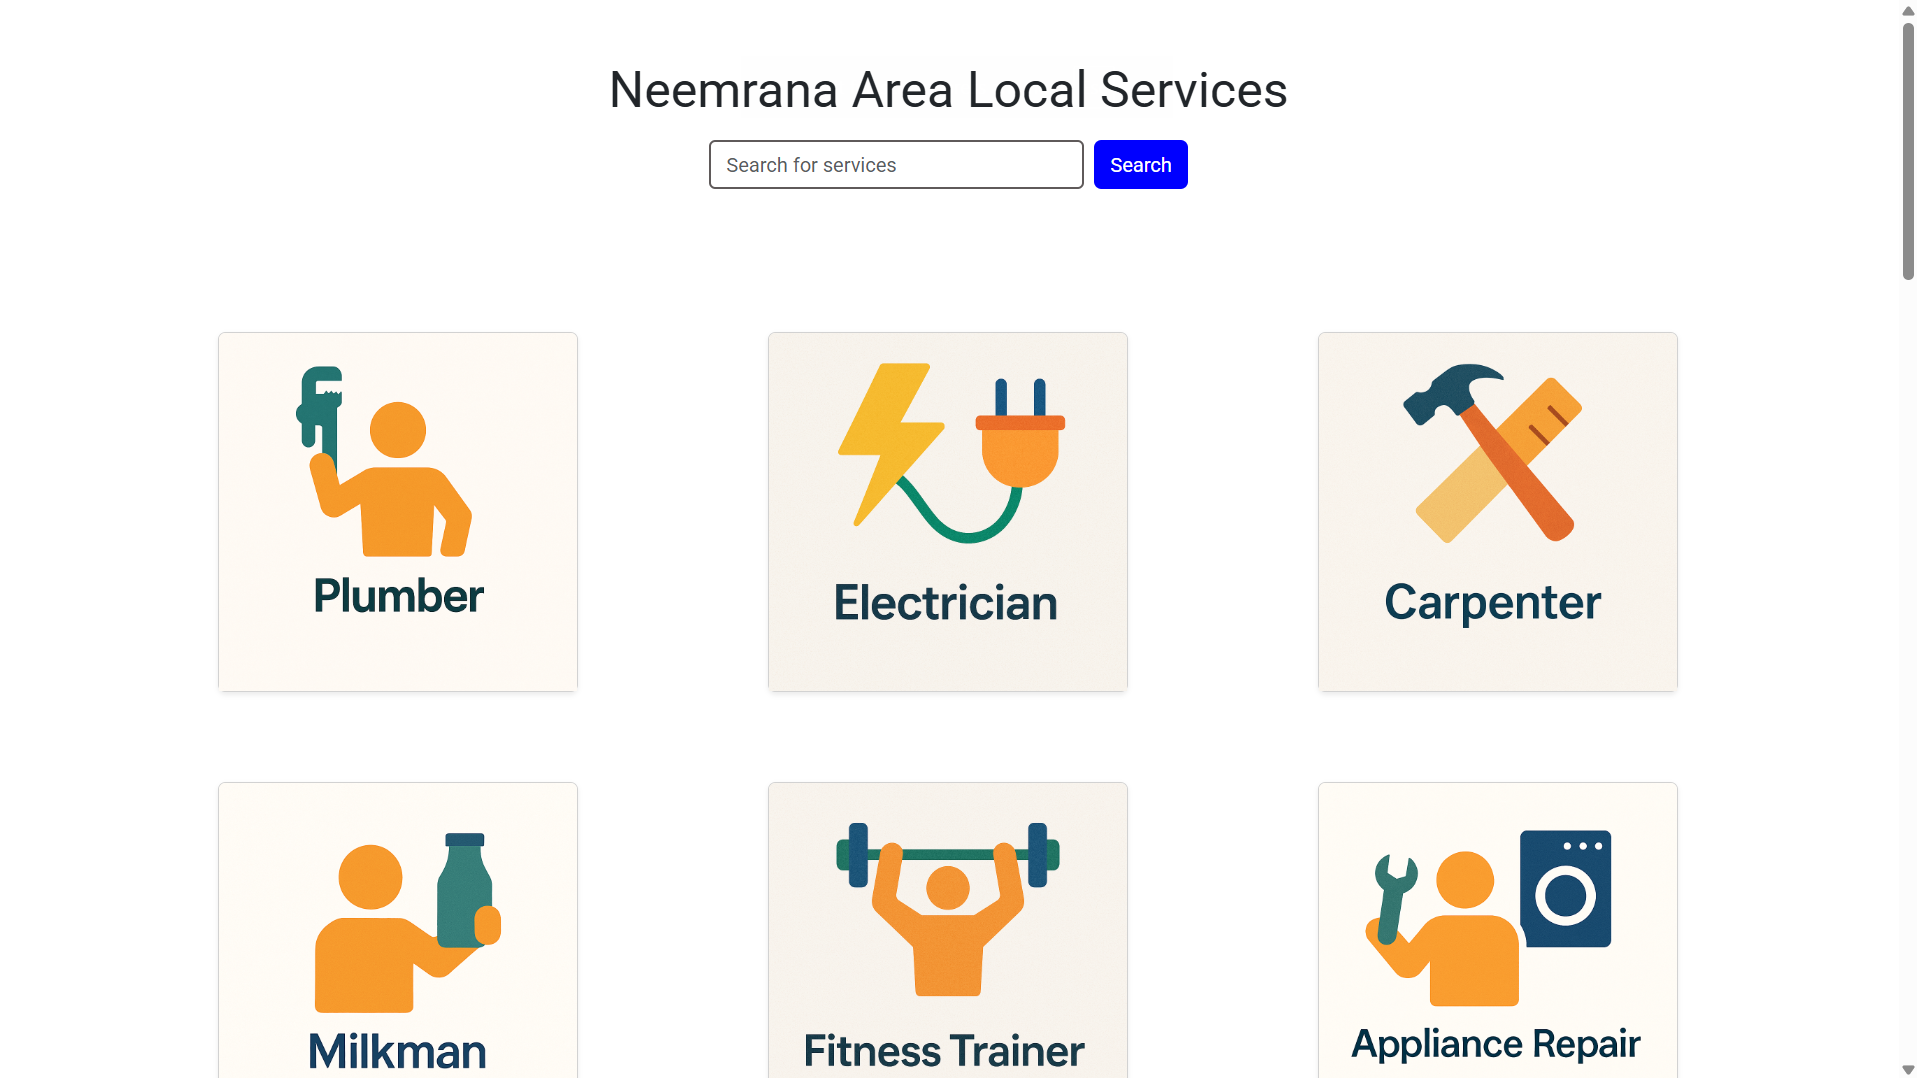 Neemrana Area Local Services
Search for services
Search
Plumber
Electrician
Carpenter
Milkman
Fitness Trainer
Appliance Repair